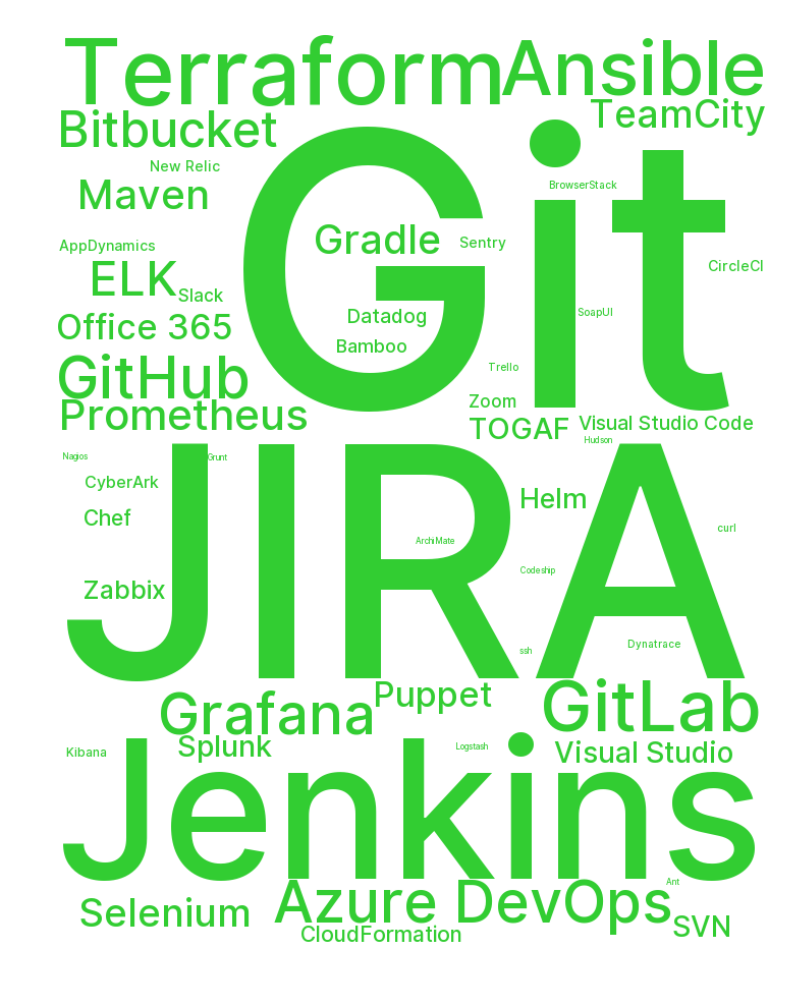 Terraform
Ansible
Bitbucket
TeamCity
Git
New Relic
Maven
BrowserStack
AppDynamics
Gradle
Sentry
ELK
Slack
CircleCI
Office 365
Datadog
SoapUI
Bamboo
GitHub
Trello
Prometheus
Zoom
TOGAF
Visual Studio Code
Hudson
JIRA
Nagios
Grunt
CyberArk
Helm
Chef
curl
ArchiMate
Codeship
Zabbix
ssh
Dynatrace
Grafana
Puppet
GitLab
Kibana
Splunk
Logstash
Visual Studio
Jenkins
Selenium
Azure DevOps
Ant
SVN
CloudFormation